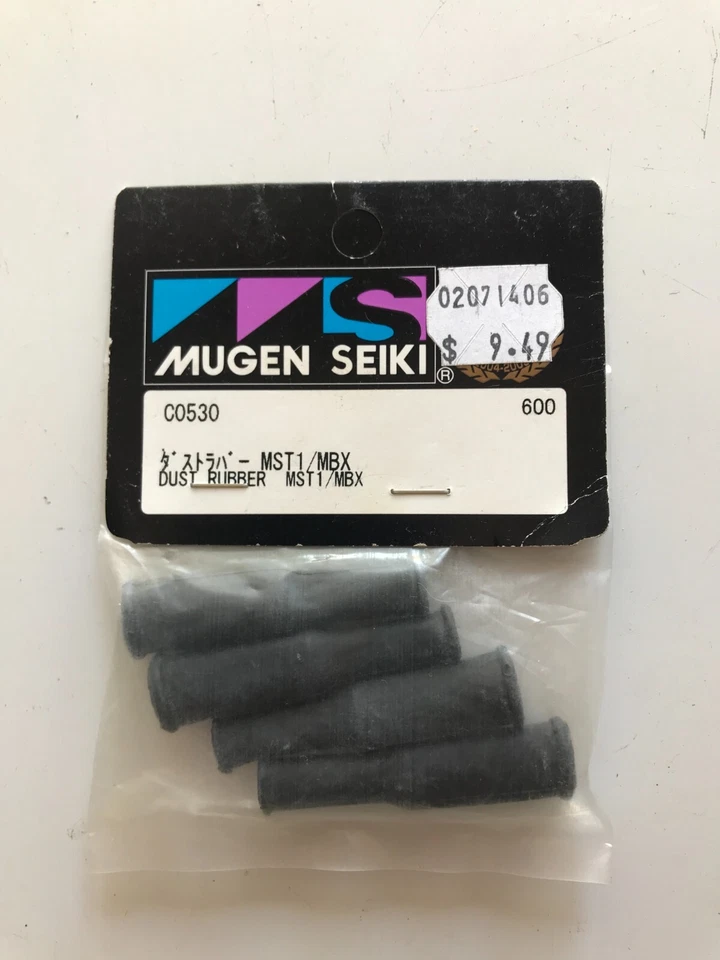 MS
MUGEN SEIKI
®
02071406
$ 9.49
C0530
600
ダストラバー MST1/MBX
DUST RUBBER MST1/MBX